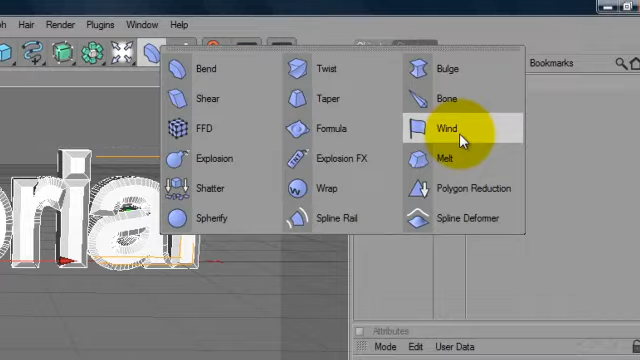 Hair Render Plugins Window Help
Bookmarks
Bend Twist Bulge
Shear Taper Bone
FFD Formula Wind
Explosion Explosion FX Melt
Shatter Wrap Polygon Reduction
Spherify Spline Rail Spline Deformer
Attributes
Mode Edit User Data